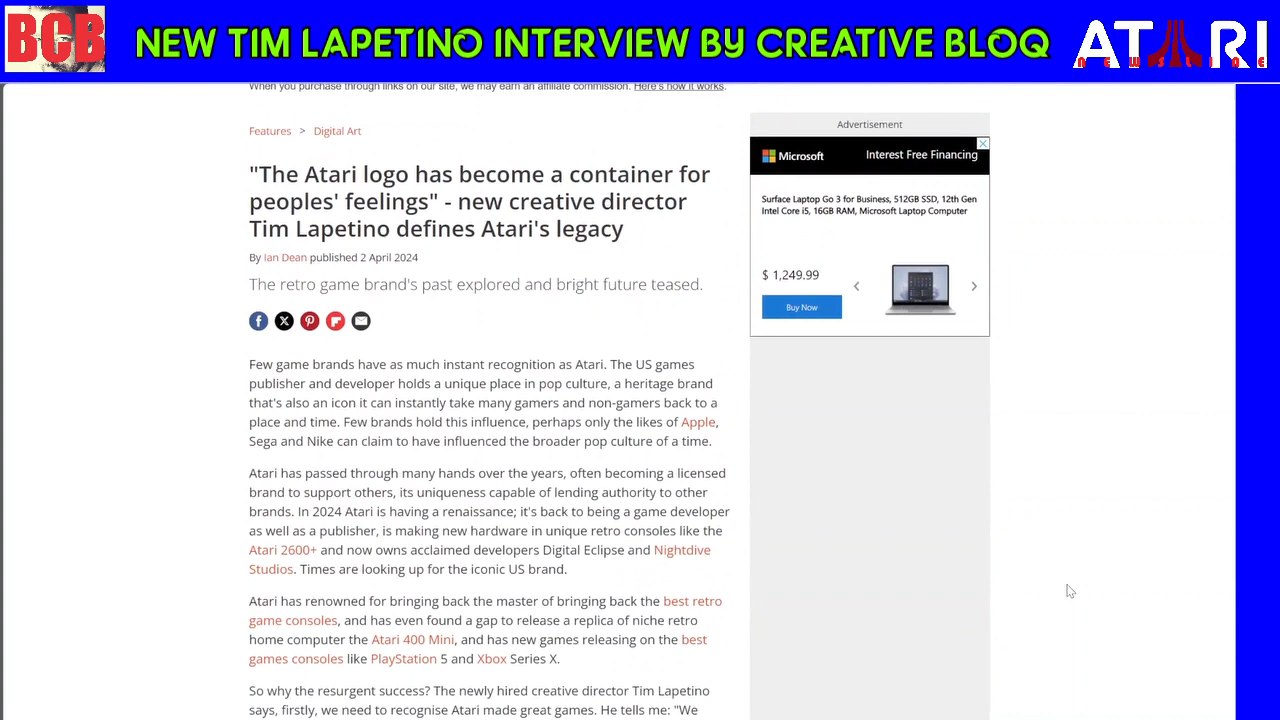 BCB
NEW TIM LAPETINO INTERVIEW BY CREATIVE BLOQ
ATARI
NEWSLINE
When you purchase through links on our site, we may earn an affiliate commission. Here's how it works.
Features > Digital Art
"The Atari logo has become a container for
peoples' feelings" - new creative director
Tim Lapetino defines Atari's legacy
By Ian Dean published 2 April 2024
The retro game brand's past explored and bright future teased.
Few game brands have as much instant recognition as Atari. The US games
publisher and developer holds a unique place in pop culture, a heritage brand
that's also an icon it can instantly take many gamers and non-gamers back to a
place and time. Few brands hold this influence, perhaps only the likes of Apple,
Sega and Nike can claim to have influenced the broader pop culture of a time.
Atari has passed through many hands over the years, often becoming a licensed
brand to support others, its uniqueness capable of lending authority to other
brands. In 2024 Atari is having a renaissance; it's back to being a game developer
as well as a publisher, is making new hardware in unique retro consoles like the
Atari 2600+ and now owns acclaimed developers Digital Eclipse and Nightdive
Studios. Times are looking up for the iconic US brand.
Atari has renowned for bringing back the master of bringing back the best retro
game consoles, and has even found a gap to release a replica of niche retro
home computer the Atari 400 Mini, and has new games releasing on the best
games consoles like PlayStation 5 and Xbox Series X.
So why the resurgent success? The newly hired creative director Tim Lapetino
says, firstly, we need to recognise Atari made great games. He tells me: "We
Advertisement
Microsoft
Interest Free Financing
Surface Laptop Go 3 for Business, 512GB SSD, 12th Gen
Intel Core i5, 16GB RAM, Microsoft Laptop Computer
$ 1,249.99
Buy Now